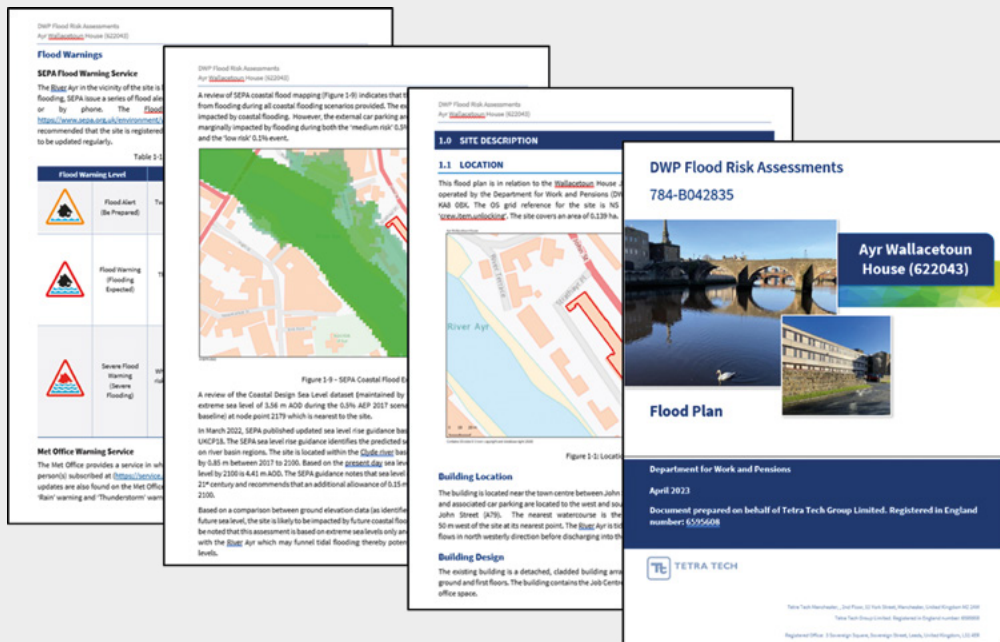 DWP Flood Risk Assessments
Ayr Wallacetoun House (622043)
Flood Warnings
SEPA Flood Warning Service
The River Ayr in the vicinity of the site is
flooding, SEPA issue a series of flood ale
or by phone. The Flood
https://www.sepa.org.uk/environment/
recommended that the site is registered
to be updated regularly.
Table 1-1
Flood Warning Level
Flood Alert
(Be Prepared)
Flood Warning
(Flooding
Expected)
Severe Flood
Warning
(Severe
Flooding)
Met Office Warning Service
The Met Office provides a service in wh
person(s) subscribed at (https://service.
updates are also found on the Met Offic
'Rain' warning and 'Thunderstorm' warn
DWP Flood Risk Assessments
Ayr Wallacetoun House (622043)
A review of SEPA coastal flood mapping (Figure 1-9) indicates that t
from flooding during all coastal flooding scenarios provided. The ex
impacted by coastal flooding. However, the external car parking ar
marginally impacted by flooding during both the 'medium risk' 0.5%
and the 'low risk' 0.1% event.
Figure 1-9 – SEPA Coastal Flood Ex
A review of the Coastal Design Sea Level dataset (maintained by
extreme sea level of 3.56 m AOD during the 0.5% AEP 2017 scena
baseline) at node point 2179 which is nearest to the site.
In March 2022, SEPA published updated sea level rise guidance bas
UKCP18. The SEPA sea level rise guidance identifies the predicted se
on river basin regions. The site is located within the Clyde river basin
by 0.85 m between 2017 to 2100. Based on the present day sea leve
level by 2100 is 4.41 m AOD. The SEPA guidance notes that sea level
21st century and recommends that an additional allowance of 0.15 m
2100.
Based on a comparison between ground elevation data (as identifie
future sea level, the site is likely to be impacted by future coastal floo
be noted that this assessment is based on extreme sea levels only and
with the River Ayr which may funnel tidal flooding thereby poten
levels.
DWP Flood Risk Assessments
Ayr Wallacetoun House (622043)
1.0 SITE DESCRIPTION
1.1 LOCATION
This flood plan is in relation to the Wallacetoun House J
operated by the Department for Work and Pensions (DW
KA8 0BX. The OS grid reference for the site is NS
'crew.item.unlocking'. The site covers an area of 0.139 ha.
River Terrace
Strathayr Pl
River Ayr
Figure 1-1: Locatio
Building Location
The building is located near the town centre between John
and associated car parking are located to the west and sou
John Street (A79). The nearest watercourse is the
50 m west of the site at its nearest point. The River Ayr is tid
flows in north westerly direction before discharging into the
Building Design
The existing building is a detached, cladded building arra
ground and first floors. The building contains the Job Centre
office space.
DWP Flood Risk Assessments
784-B042835
Ayr Wallacetoun
House (622043)
Flood Plan
Department for Work and Pensions
April 2023
Document prepared on behalf of Tetra Tech Group Limited. Registered in England
number: 6595608
TETRA TECH